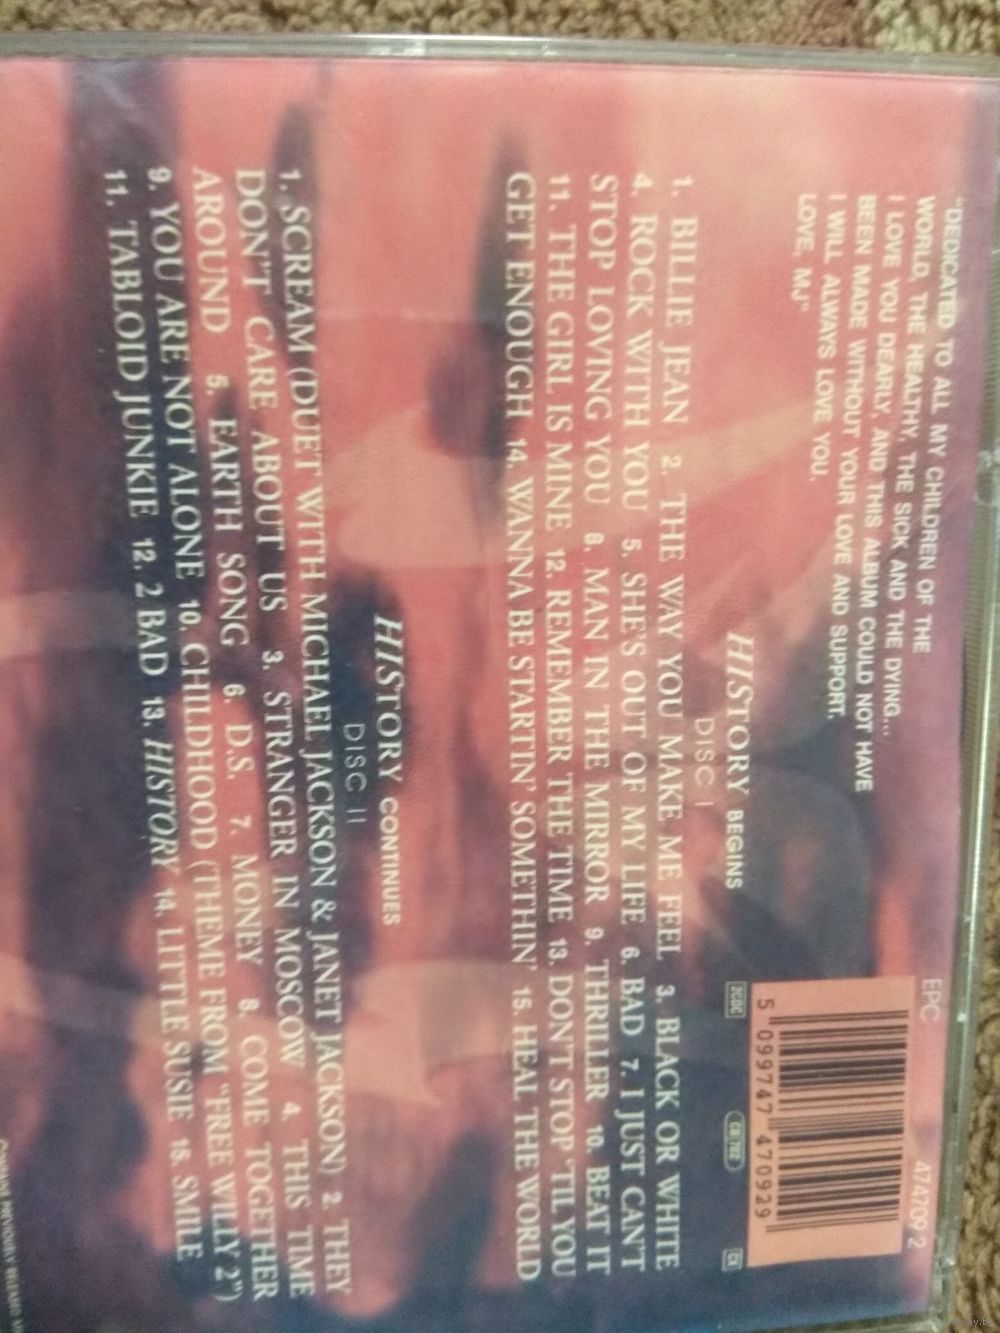 "DEDICATED TO ALL MY CHILDREN OF THE
WORLD, THE HEALTHY, THE SICK AND THE DYING...
I LOVE YOU DEARLY, AND THIS ALBUM COULD NOT HAVE
BEEN MADE WITHOUT YOUR LOVE AND SUPPORT.
I WILL ALWAYS LOVE YOU.
LOVE, MJ"
EPC 474709 2
5 099747 470929
2CDC
CB 782
CX
HISTORY BEGINS
DISC I
1. BILLIE JEAN 2. THE WAY YOU MAKE ME FEEL 3. BLACK OR WHITE
4. ROCK WITH YOU 5. SHE'S OUT OF MY LIFE 6. BAD 7. I JUST CAN'T
STOP LOVING YOU 8. MAN IN THE MIRROR 9. THRILLER 10. BEAT IT
11. THE GIRL IS MINE 12. REMEMBER THE TIME 13. DON'T STOP 'TIL YOU
GET ENOUGH 14. WANNA BE STARTIN' SOMETHIN' 15. HEAL THE WORLD
HISTORY CONTINUES
DISC II
1. SCREAM (DUET WITH MICHAEL JACKSON & JANET JACKSON) 2. THEY
DON'T CARE ABOUT US 3. STRANGER IN MOSCOW 4. THIS TIME
AROUND 5. EARTH SONG 6. D.S. 7. MONEY 8. COME TOGETHER
9. YOU ARE NOT ALONE 10. CHILDHOOD (THEME FROM "FREE WILLY 2")
11. TABLOID JUNKIE 12. 2 BAD 13. HISTORY 14. LITTLE SUSIE 15. SMILE
PREVIOUSLY